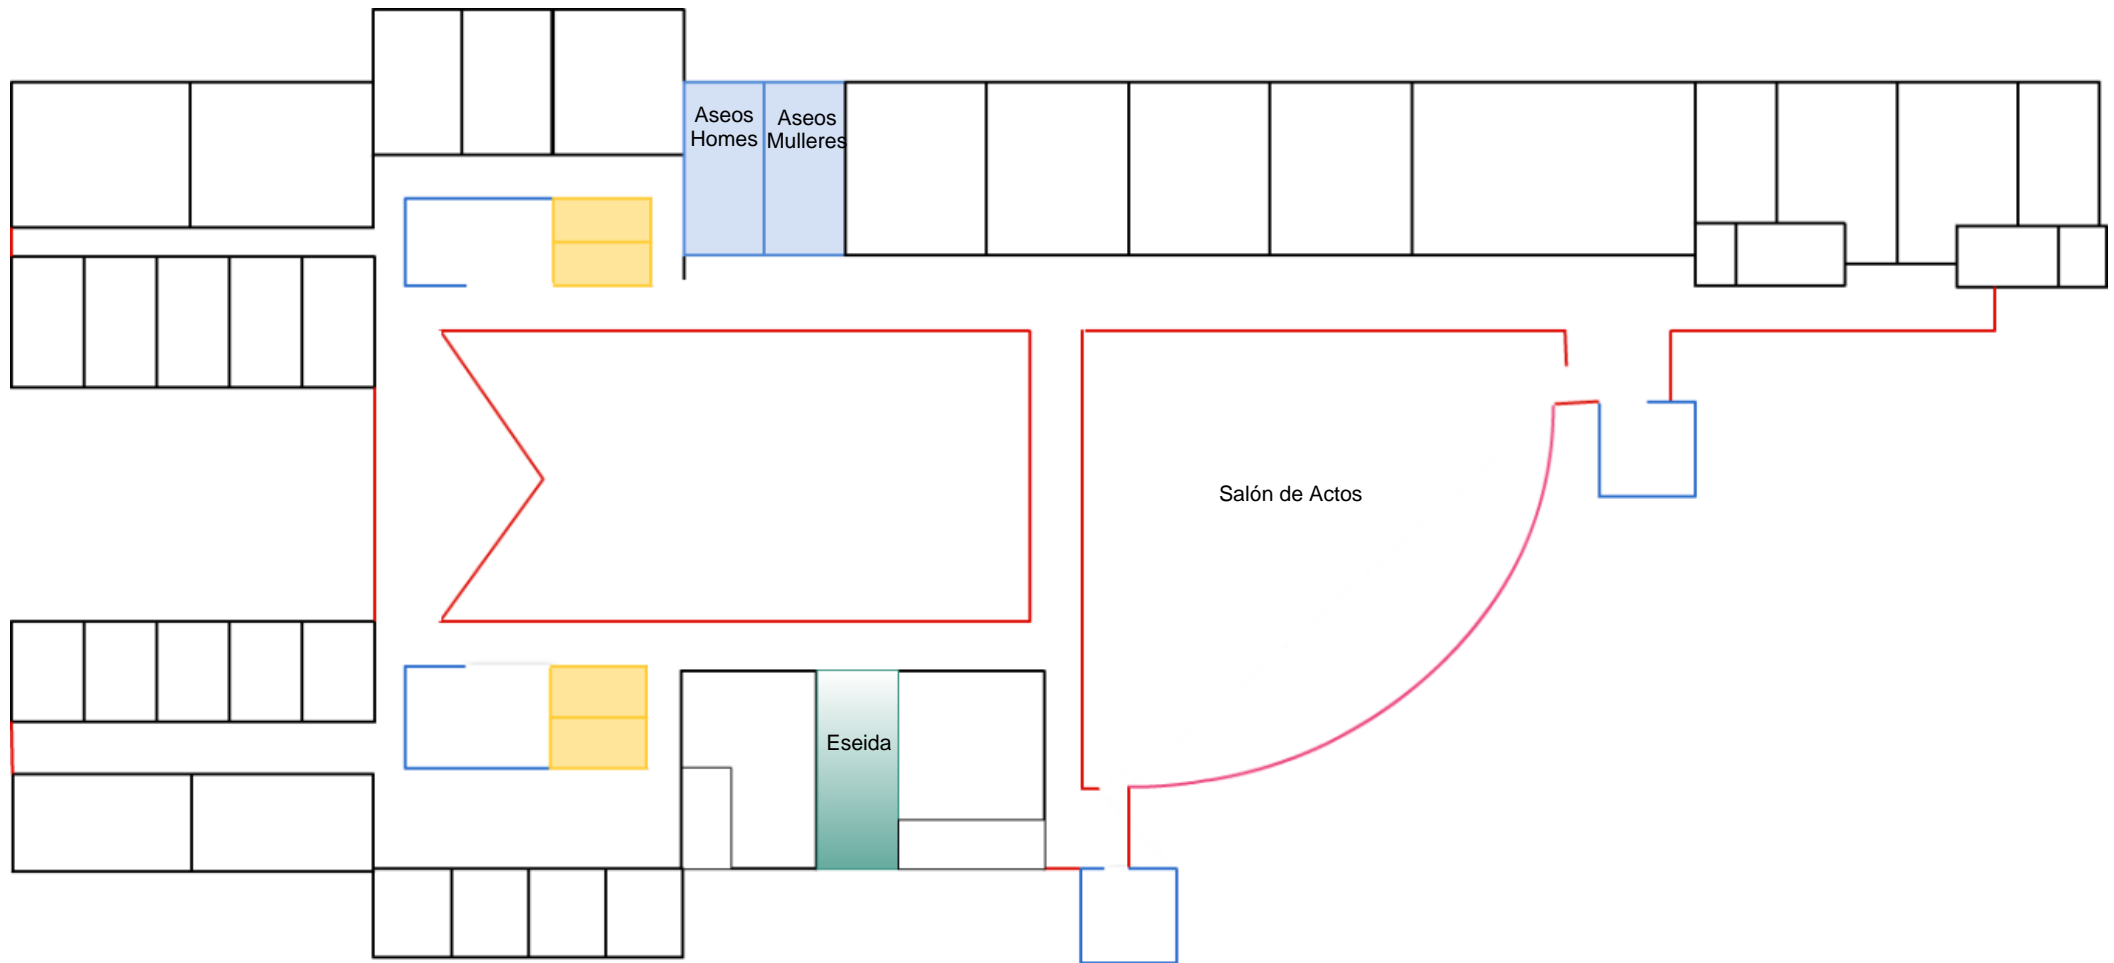 Aseos
Homes
Aseos
Mulleres
Salón de Actos
Eseida